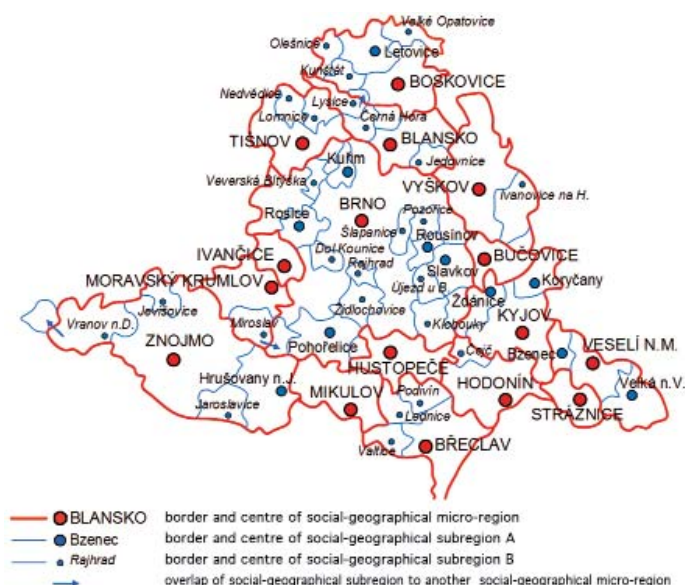 Velké Opatovice
Olešnice
Letovice
Kunštát
BOSKOVICE
Nedvědice
Lysice
Lomnice
Černá Hora
TIŠNOV
BLANSKO
Kuřim
Jedovnice
Veverská Bítýška
VYŠKOV
Ivanovice na H.
BRNO
Pozořice
Rosice
Šlapanice
Rousínov
IVANČICE
Dol Kounice
BUČOVICE
Rajhrad
Slavkov
MORAVSKÝ KRUMLOV
Újezd u B.
Koryčany
Ždánice
Jevišovice
Židlochovice
Vranov n.D.
Miroslav
Klobouky
KYJOV
ZNOJMO
Pohořelice
Čejč
Bzenec
VESELÍ N.M.
HUSTOPEČE
Hrušovany n.J.
MIKULOV
Podivín
HODONÍN
Velká n.V.
Jaroslavice
Lednice
STRÁŽNICE
Valtice
BŘECLAV
BLANSKO border and centre of social-geographical micro-region
Bzenec border and centre of social-geographical subregion A
Rajhrad border and centre of social-geographical subregion B
overlap of social-geographical subregion to another social-geographical micro-region